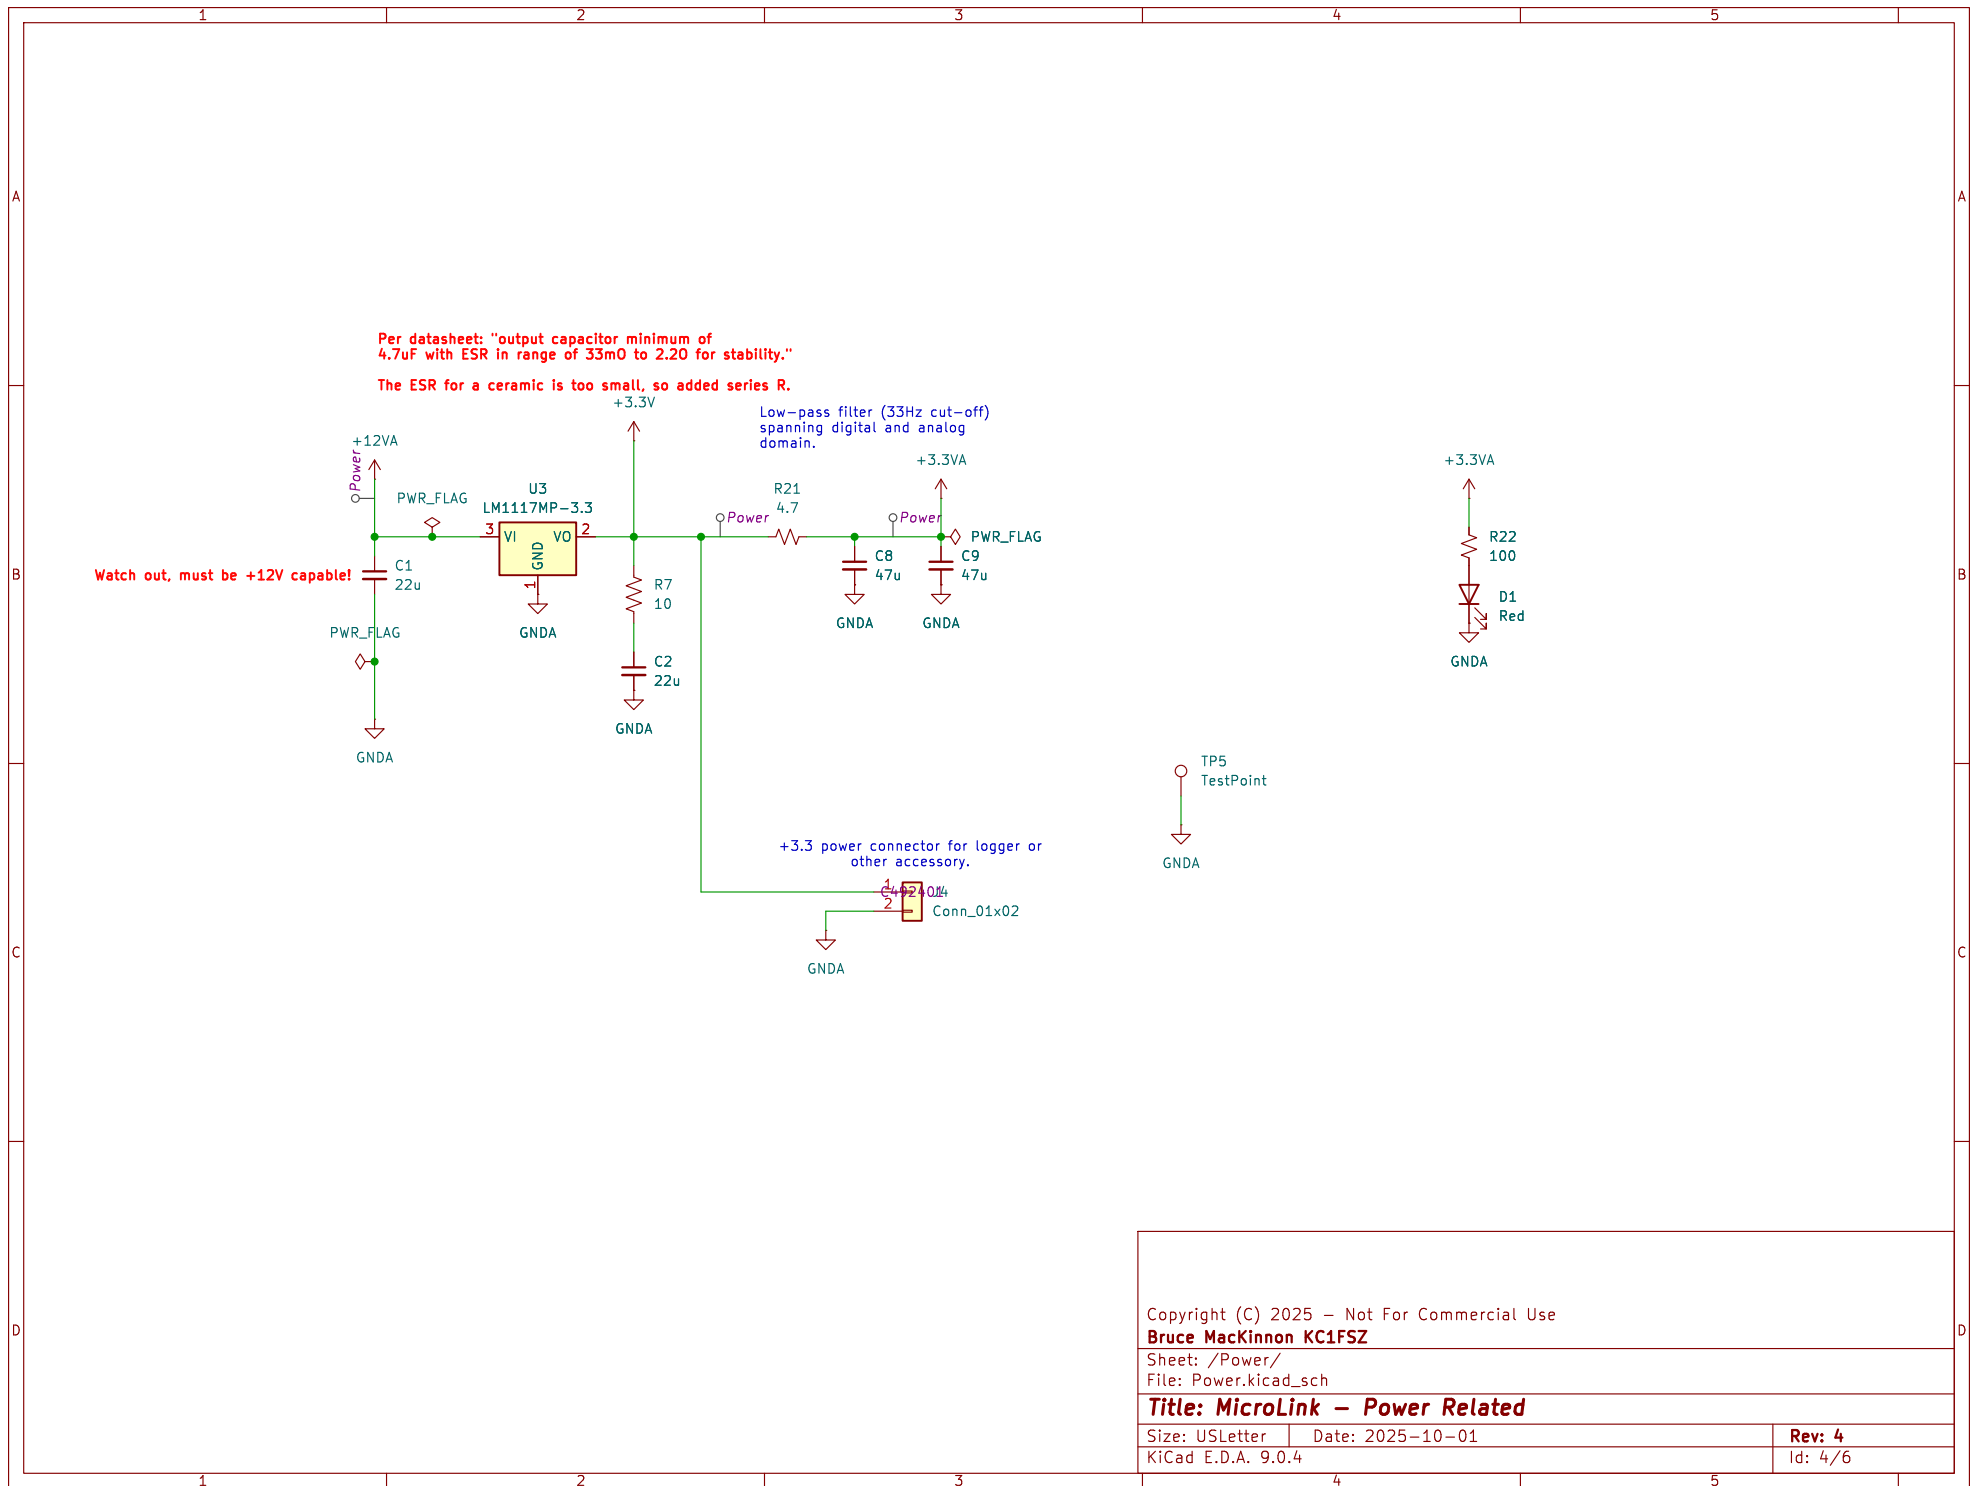 1 2 3 4 5
A A
B B
C C
D D
Per datasheet: "output capacitor minimum of
4.7uF with ESR in range of 33mO to 2.2O for stability."
The ESR for a ceramic is too small, so added series R.
+3.3V
Low-pass filter (33Hz cut-off)
spanning digital and analog
domain.
+12VA
Power
PWR_FLAG
U3
LM1117MP-3.3
3
VI
VO
2
GND
1
GNDA
Watch out, must be +12V capable!
C1
22u
PWR_FLAG
GNDA
R7
10
C2
22u
GNDA
Power
R21
4.7
Power
+3.3VA
PWR_FLAG
C8
47u
GNDA
C9
47u
GNDA
+3.3VA
R22
100
D1
Red
GNDA
TP5
TestPoint
GNDA
+3.3 power connector for logger or
other accessory.
1
C492401
J4
2
Conn_01x02
GNDA
Copyright (C) 2025 - Not For Commercial Use
Bruce MacKinnon KC1FSZ
Sheet: /Power/
File: Power.kicad_sch
Title: MicroLink - Power Related
Size: USLetter
Date: 2025-10-01
Rev: 4
KiCad E.D.A. 9.0.4
Id: 4/6
1 2 3 4 5